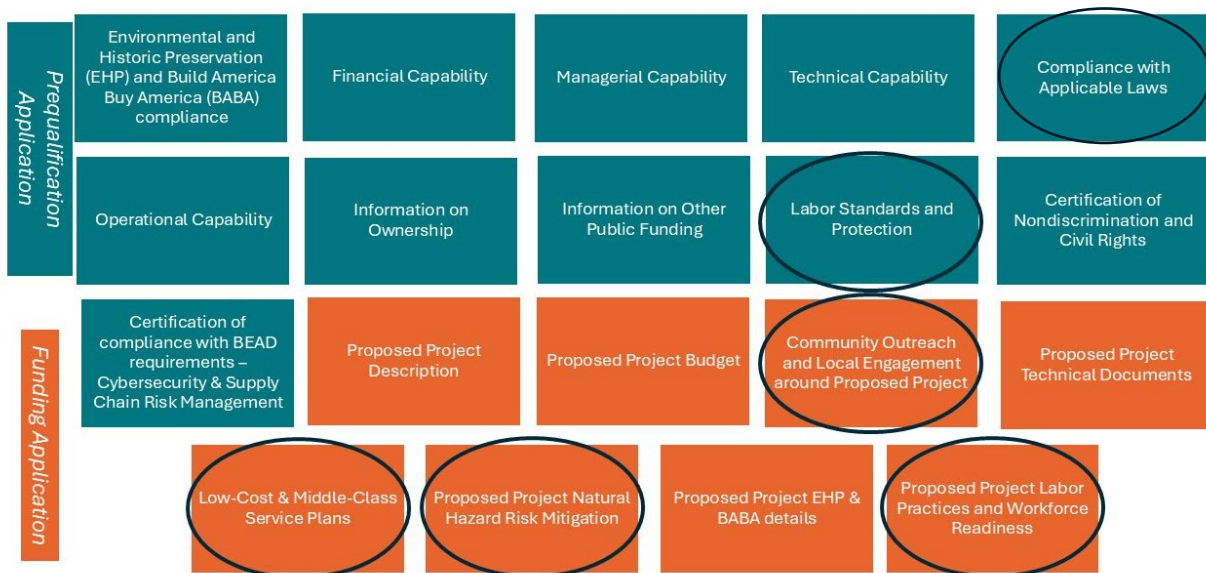 Prequalification
Application
Environmental and
Historic Preservation
(EHP) and Build America
Buy America (BABA)
compliance
Financial Capability
Managerial Capability
Technical Capability
Compliance with
Applicable Laws
Operational Capability
Information on
Ownership
Information on Other
Public Funding
Labor Standards and
Protection
Certification of
Nondiscrimination and
Civil Rights
Funding Application
Certification of
compliance with BEAD
requirements –
Cybersecurity & Supply
Chain Risk Management
Proposed Project
Description
Proposed Project Budget
Community Outreach
and Local Engagement
around Proposed Project
Proposed Project
Technical Documents
Low-Cost & Middle-Class
Service Plans
Proposed Project Natural
Hazard Risk Mitigation
Proposed Project EHP &
BABA details
Proposed Project Labor
Practices and Workforce
Readiness